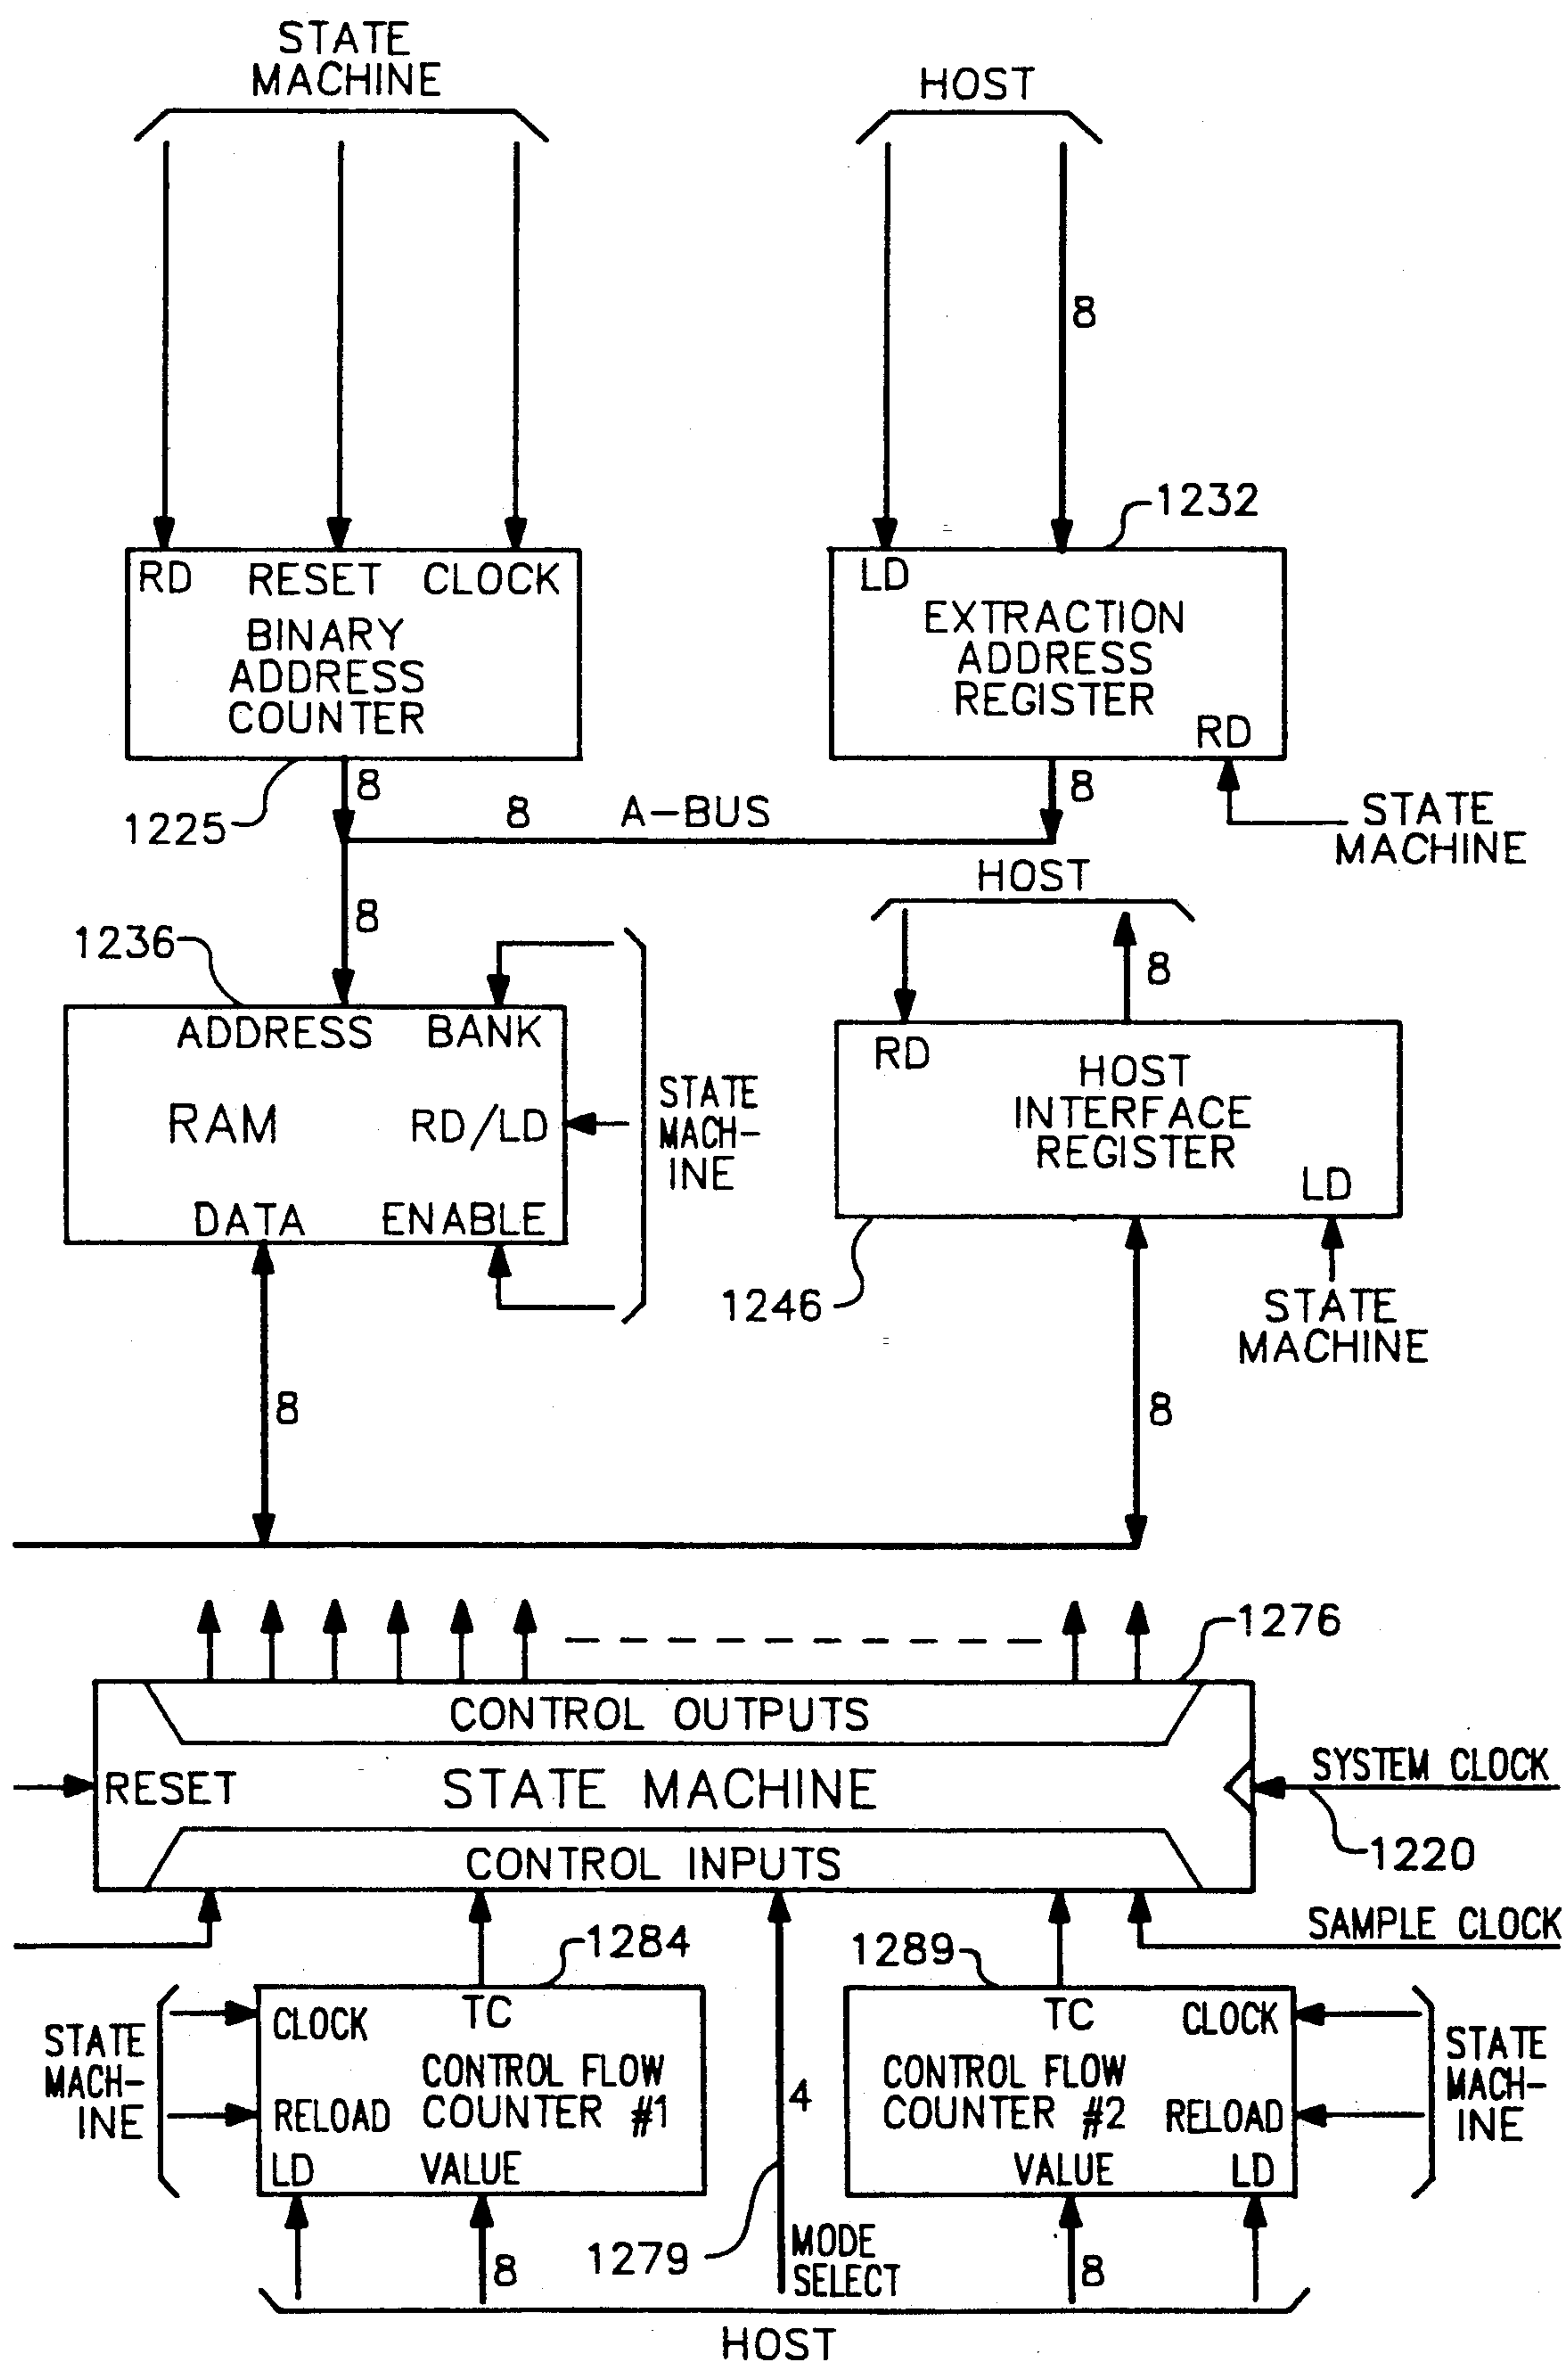 STATE
MACHINE
HOST
8
1232
RD RESET CLOCK
BINARY
ADDRESS
COUNTER
LD
EXTRACTION
ADDRESS
REGISTER
RD
8
8
1225
8 A-BUS
STATE
MACHINE
HOST
8
1236
8
ADDRESS BANK
RAM RD/LD
DATA ENABLE
STATE
MACH-
INE
RD
HOST
INTERFACE
REGISTER
LD
1246
STATE
MACHINE
8
8
1276
CONTROL OUTPUTS
RESET STATE MACHINE
CONTROL INPUTS
SYSTEM CLOCK
1220
SAMPLE CLOCK
1284
1289
STATE
MACH-
INE
CLOCK TC
CONTROL FLOW
RELOAD COUNTER #1
LD VALUE
4
TC CLOCK
CONTROL FLOW
COUNTER #2 RELOAD
VALUE LD
STATE
MACH-
INE
8
1279
MODE
SELECT
8
HOST